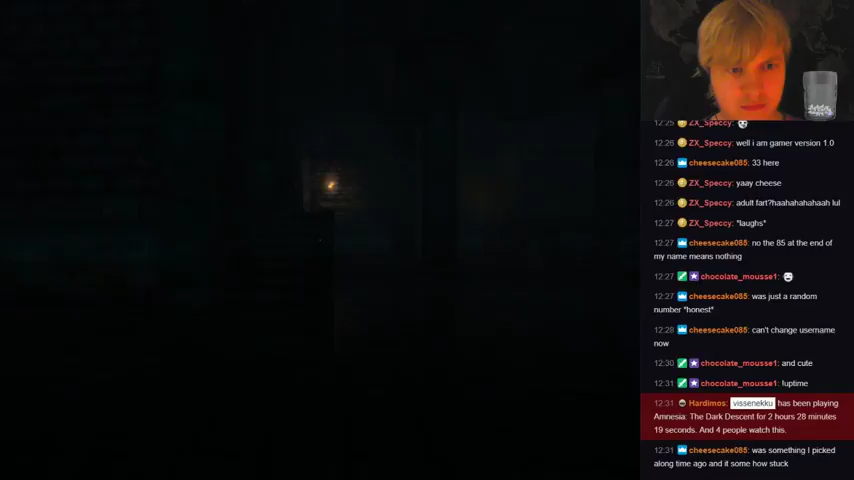 12:25 ZX_Speccy:
12:26 ZX_Speccy: well i am gamer version 1.0
12:26 cheesecake085: 33 here
12:26 ZX_Speccy: yaay cheese
12:26 ZX_Speccy: adult fart?haahahahahaah lul
12:27 ZX_Speccy: *laughs*
12:27 cheesecake085: no the 85 at the end of
my name means nothing
12:27 chocolate_mousse1:
12:27 cheesecake085: was just a random
number *honest*
12:28 cheesecake085: can't change username
now
12:30 chocolate_mousse1: and cute
12:31 chocolate_mousse1: !uptime
12:31 Hardimos: vissenekku has been playing
Amnesia: The Dark Descent for 2 hours 28 minutes
19 seconds. And 4 people watch this.
12:31 cheesecake085: was something I picked
along time ago and it some how stuck